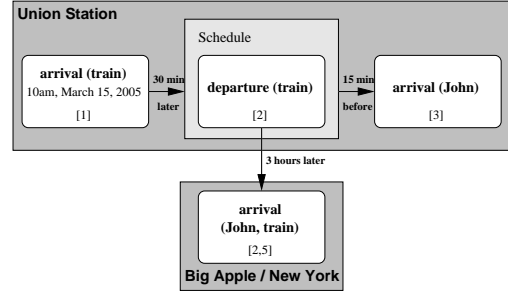 Union Station
Schedule
arrival (train)
10am, March 15, 2005
[1]
30 min
later
departure (train)
[2]
15 min
before
arrival (John)
[3]
3 hours later
arrival
(John, train)
[2,5]
Big Apple / New York